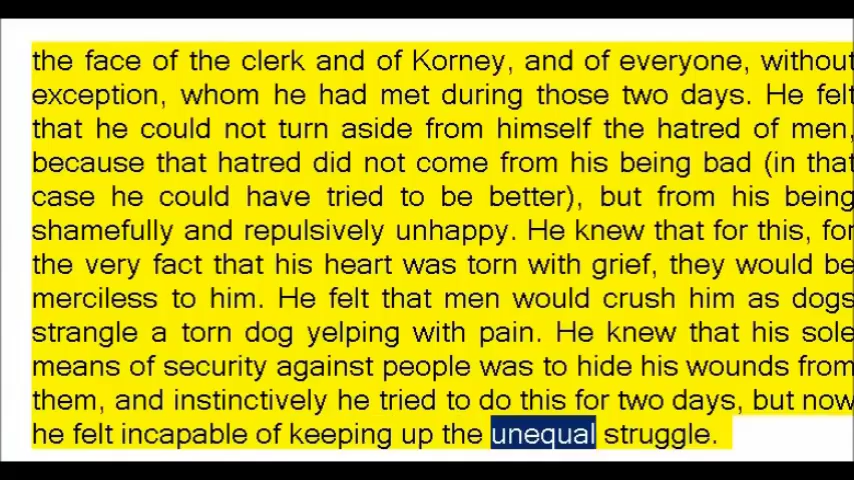 the face of the clerk and of Korney, and of everyone, without
exception, whom he had met during those two days. He felt
that he could not turn aside from himself the hatred of men,
because that hatred did not come from his being bad (in that
case he could have tried to be better), but from his being
shamefully and repulsively unhappy. He knew that for this, for
the very fact that his heart was torn with grief, they would be
merciless to him. He felt that men would crush him as dogs
strangle a torn dog yelping with pain. He knew that his sole
means of security against people was to hide his wounds from
them, and instinctively he tried to do this for two days, but now
he felt incapable of keeping up the unequal struggle.